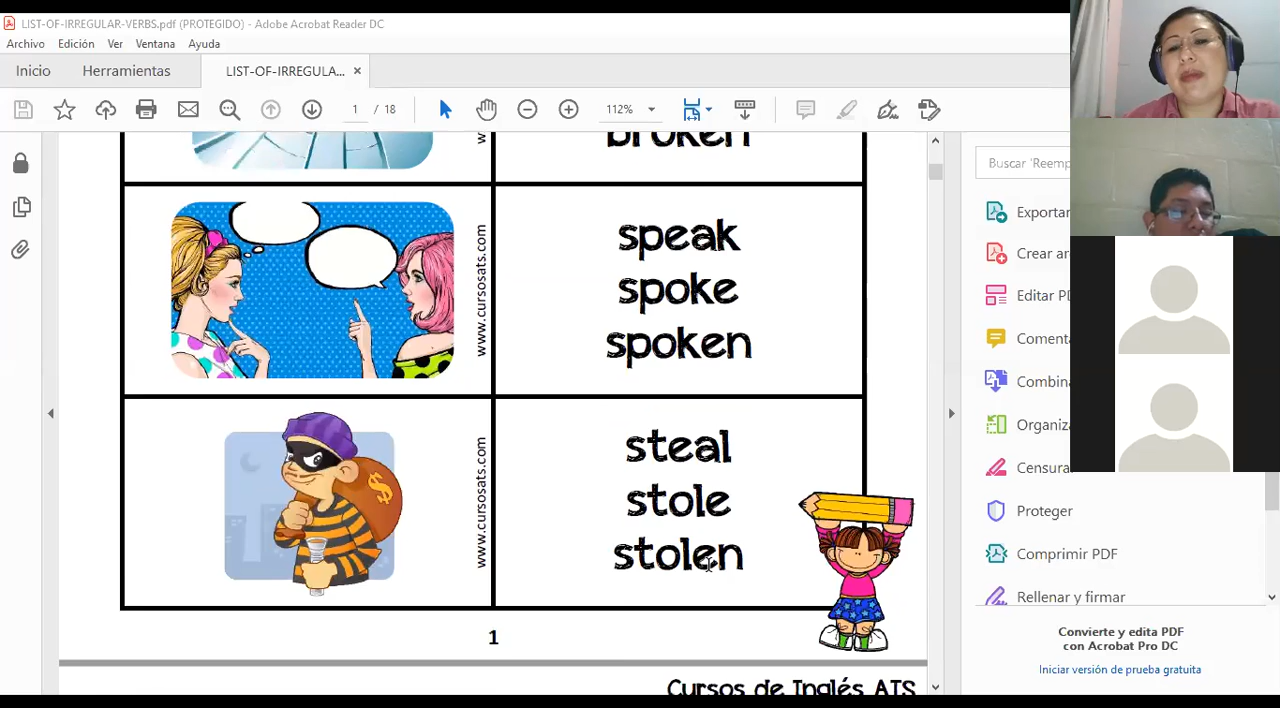 LIST-OF-IRREGULAR-VERBS.pdf (PROTEGIDO) - Adobe Acrobat Reader DC
Archivo Edición Ver Ventana Ayuda
Inicio Herramientas LIST-OF-IRREGULA... ×
1 / 18 112%
broken
Buscar 'Reemp
speak
spoke
spoken
www.cursosats.com
steal
stole
stolen
www.cursosats.com
1
Cursos de Inglés ATS
Exportar
Crear ar
Editar PD
Comenta
Combina
Organiza
Censura
Proteger
Comprimir PDF
Rellenar y firmar
Convierte y edita PDF
con Acrobat Pro DC
Iniciar versión de prueba gratuita